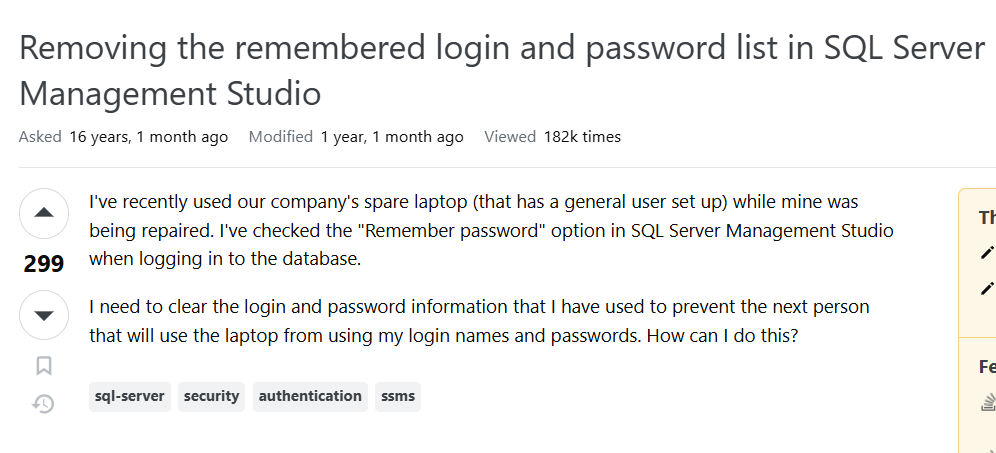 Removing the remembered login and password list in SQL Server
Management Studio
Asked 16 years, 1 month ago Modified 1 year, 1 month ago Viewed 182k times
I've recently used our company's spare laptop (that has a general user set up) while mine was
being repaired. I've checked the "Remember password" option in SQL Server Management Studio
when logging in to the database.
299
I need to clear the login and password information that I have used to prevent the next person
that will use the laptop from using my login names and passwords. How can I do this?
sql-server security authentication ssms
Th
Fe